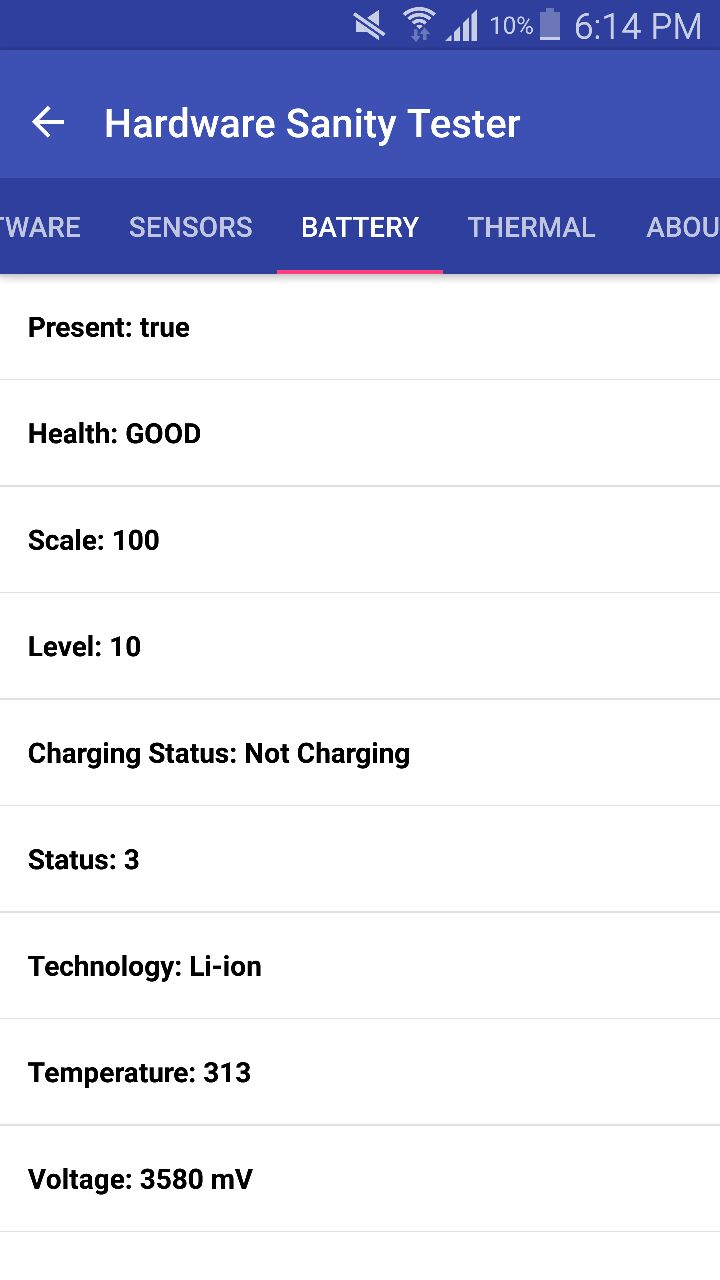 10% 6:14 PM
Hardware Sanity Tester
TWARE SENSORS BATTERY THERMAL ABOU
Present: true
Health: GOOD
Scale: 100
Level: 10
Charging Status: Not Charging
Status: 3
Technology: Li-ion
Temperature: 313
Voltage: 3580 mV